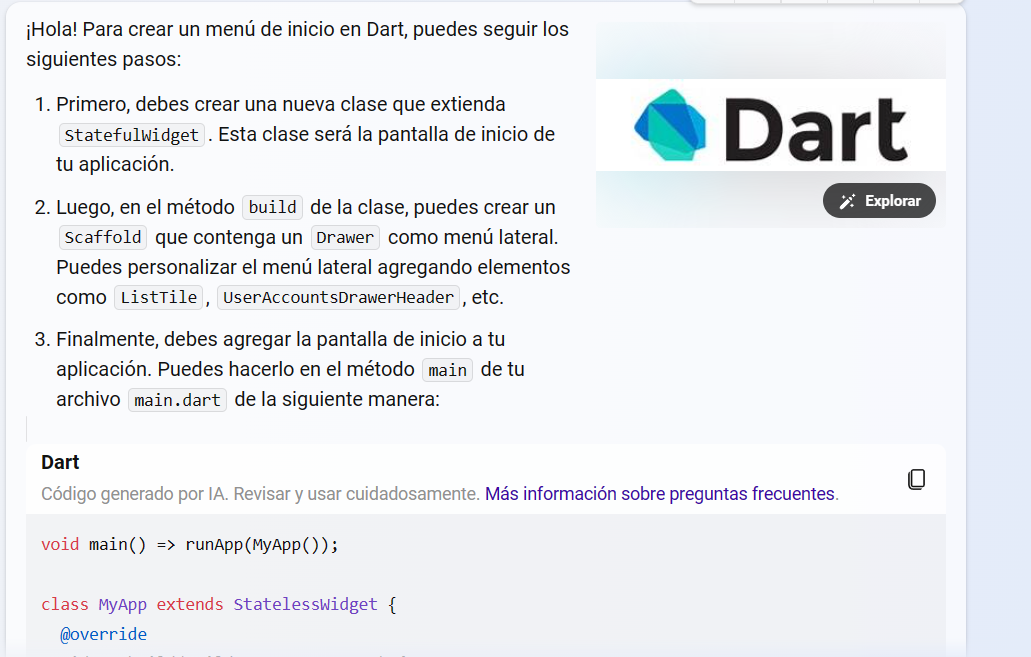 ¡Hola! Para crear un menú de inicio en Dart, puedes seguir los
siguientes pasos:
1. Primero, debes crear una nueva clase que extienda
StatefulWidget. Esta clase será la pantalla de inicio de
tu aplicación.
2. Luego, en el método build de la clase, puedes crear un
Scaffold que contenga un Drawer como menú lateral.
Puedes personalizar el menú lateral agregando elementos
como ListTile, UserAccountsDrawerHeader, etc.
3. Finalmente, debes agregar la pantalla de inicio a tu
aplicación. Puedes hacerlo en el método main de tu
archivo main.dart de la siguiente manera:
Dart
Explorar
Dart
Código generado por IA. Revisar y usar cuidadosamente. Más información sobre preguntas frecuentes.
void main() => runApp(MyApp());
class MyApp extends StatelessWidget {
@override